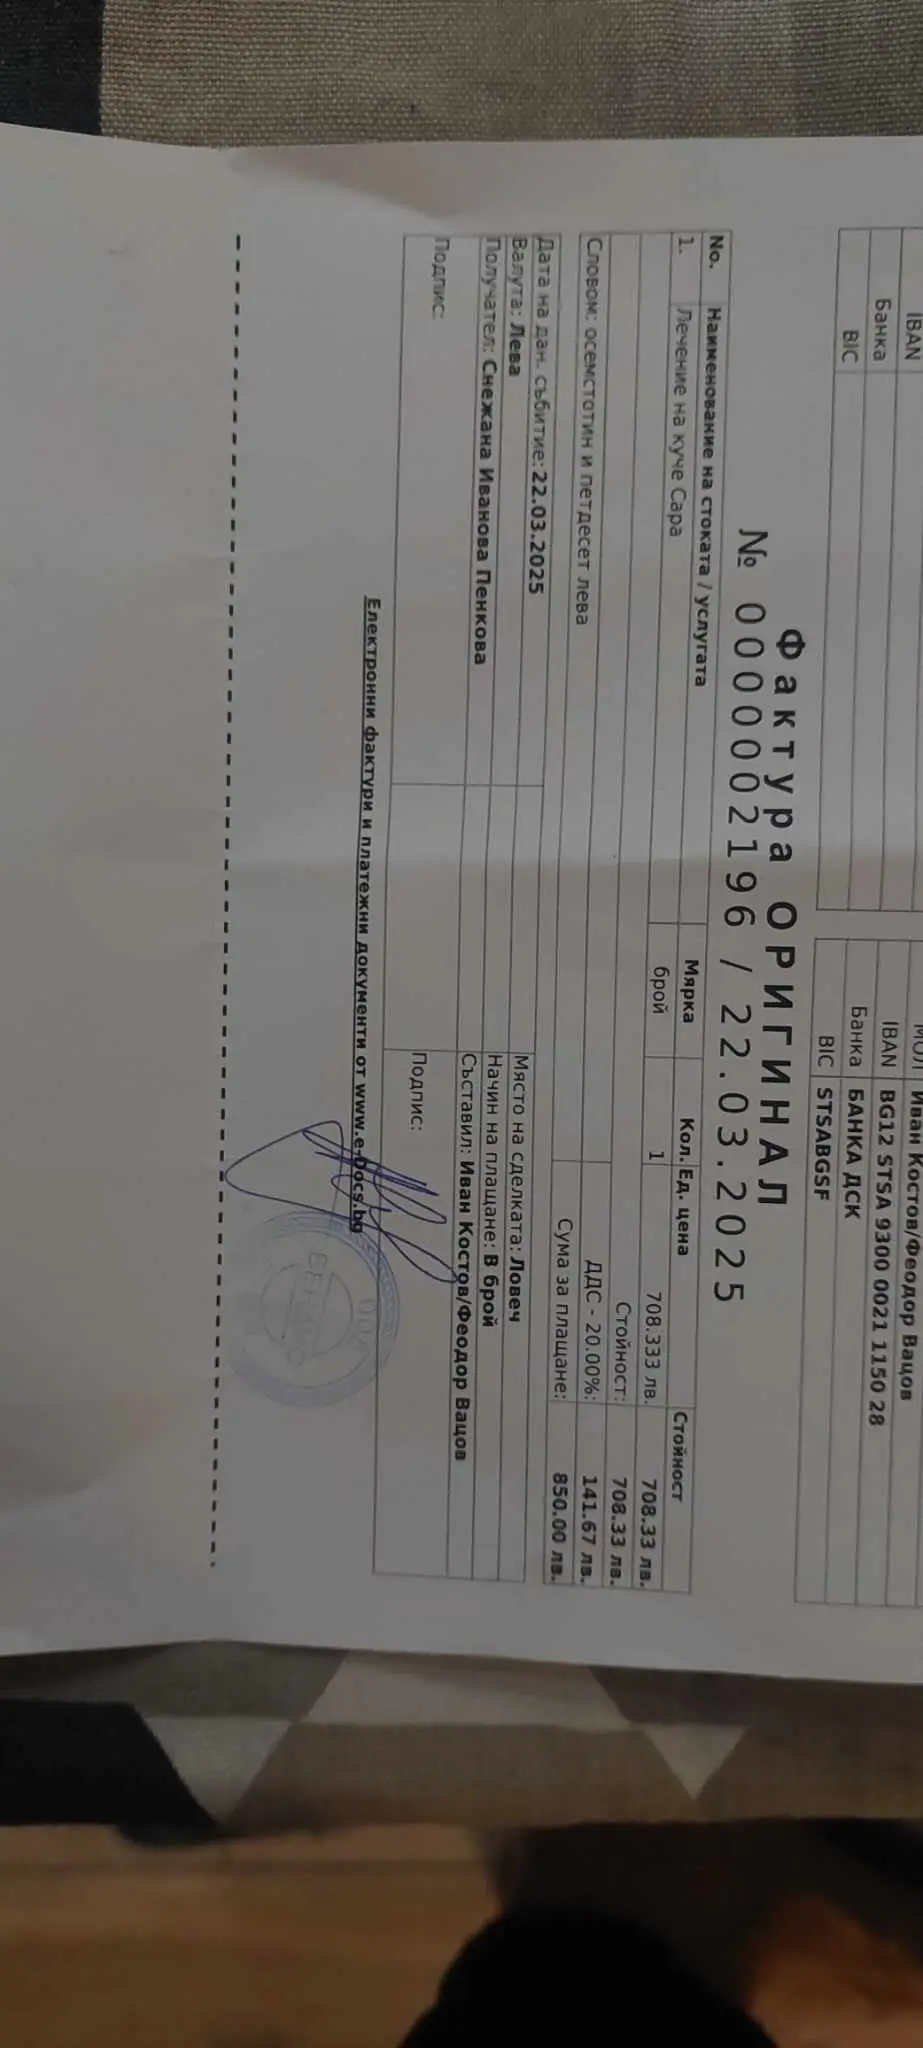 IBAN
Банка
BIC
МОЛ Иван Костов/Феодор Вацов
IBAN BG12 STSA 9300 0021 1150 28
Банка БАНКА ДСК
BIC STSABGSF
Фактура ОРИГИНАЛ
№ 0000002196 / 22.03.2025
No. Наименование на стоката / услугата Мярка Кол. Ед. цена Стойност
1. Лечение на куче Сара брой 1 708.333 лв. 708.33 лв.
Стойност: 708.33 лв.
Словом: осемстотин и петдесет лева ДДС - 20.00%: 141.67 лв.
Сума за плащане: 850.00 лв.
Дата на дан. събитие: 22.03.2025 Място на сделката: Ловеч
Валута: Лева Начин на плащане: В брой
Получател: Снежана Иванова Пенкова Съставил: Иван Костов/Феодор Вацов
Подпис: Подпис:
Електронни фактури и платежни документи от www.e-Docs.bg